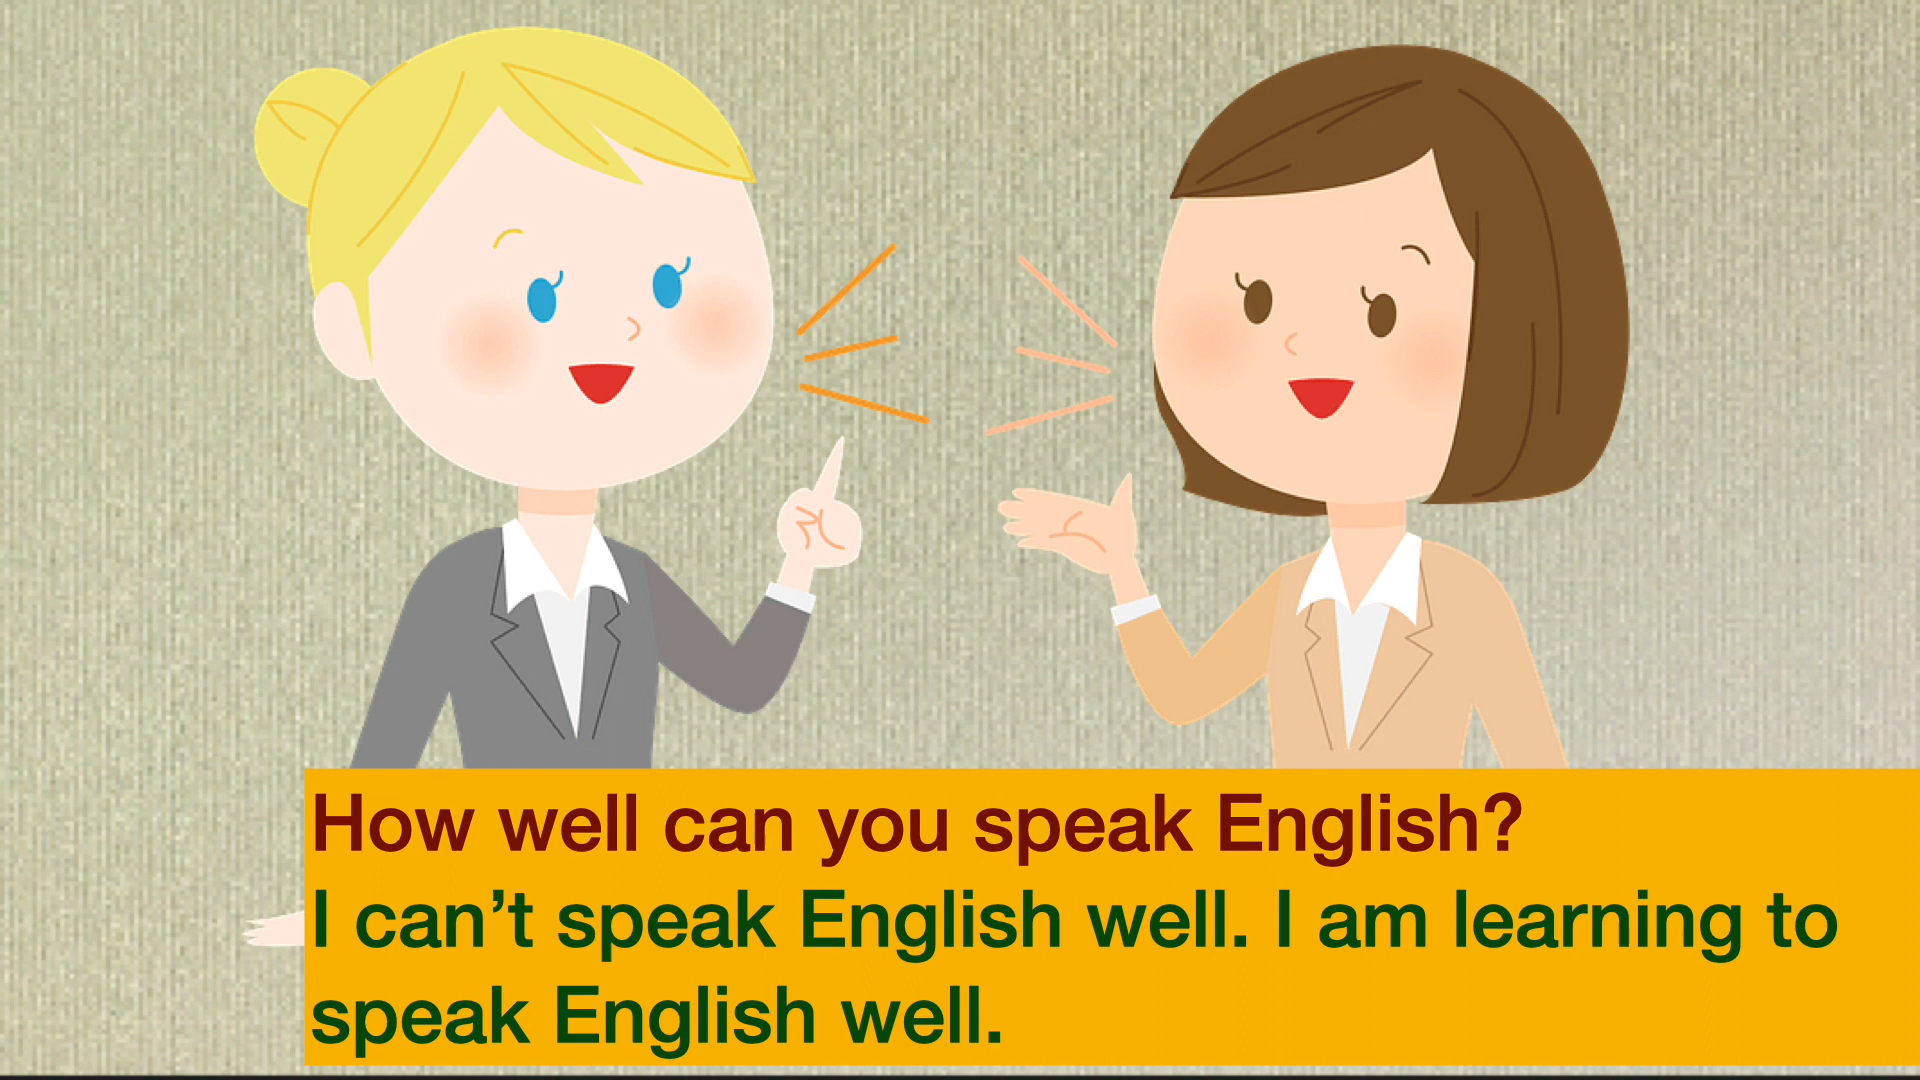 How well can you speak English?
I can’t speak English well. I am learning to
speak English well.